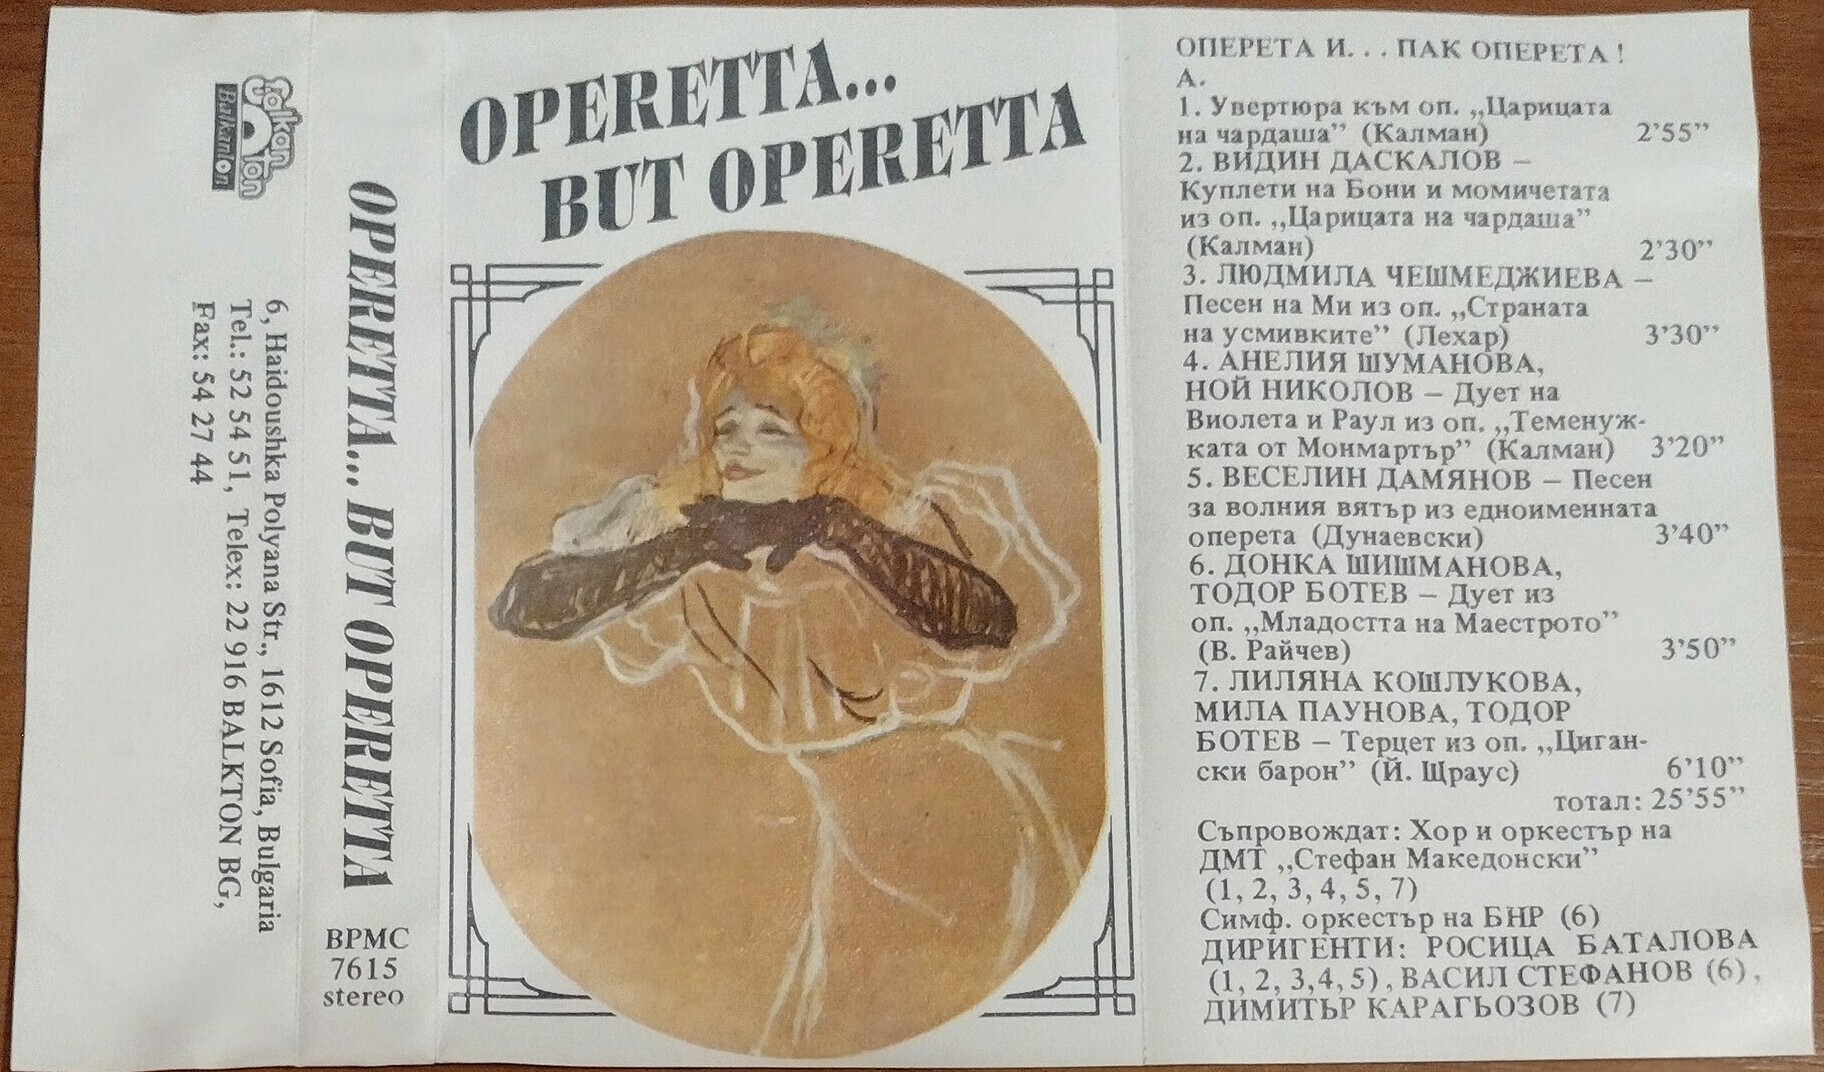 Balkanton
Balkanton
6, Haidoushka Polyana Str., 1612 Sofia, Bulgaria
Tel.: 52 54 51, Telex: 22 916 BALKTON BG,
Fax: 54 27 44
OPERETTA... BUT OPERETTA
BPMC
7615
stereo
OPERETTA...
BUT OPERETTA
ОПЕРЕТА И. . . ПАК ОПЕРЕТА !
А.
1. Увертюра към оп. „Царицата
на чардаша” (Калман) 2’55”
2. ВИДИН ДАСКАЛОВ –
Куплети на Бони и момичетата
из оп. „Царицата на чардаша”
(Калман) 2’30”
3. ЛЮДМИЛА ЧЕШМЕДЖИЕВА –
Песен на Ми из оп. „Страната
на усмивките” (Лехар) 3’30”
4. АНЕЛИЯ ШУМАНОВА,
НОЙ НИКОЛОВ – Дует на
Виолета и Раул из оп. „Теменуж-
ката от Монмартър” (Калман) 3’20”
5. ВЕСЕЛИН ДАМЯНОВ – Песен
за волния вятър из едноименната
оперета (Дунаевски) 3’40”
6. ДОНКА ШИШМАНОВА,
ТОДОР БОТЕВ – Дует из
оп. „Младостта на Маестрото”
(В. Райчев) 3’50”
7. ЛИЛЯНА КОШЛУКОВА,
МИЛА ПАУНОВА, ТОДОР
БОТЕВ – Терцет из оп. „Циган-
ски барон” (Й. Щраус) 6’10”
тотал: 25’55”
Съпровождат: Хор и оркестър на
ДМТ „Стефан Македонски”
(1, 2, 3, 4, 5, 7)
Симф. оркестър на БНР (6)
ДИРИГЕНТИ: РОСИЦА БАТАЛОВА
(1, 2, 3,4, 5), ВАСИЛ СТЕФАНОВ (6),
ДИМИТЪР КАРАГЬОЗОВ (7)